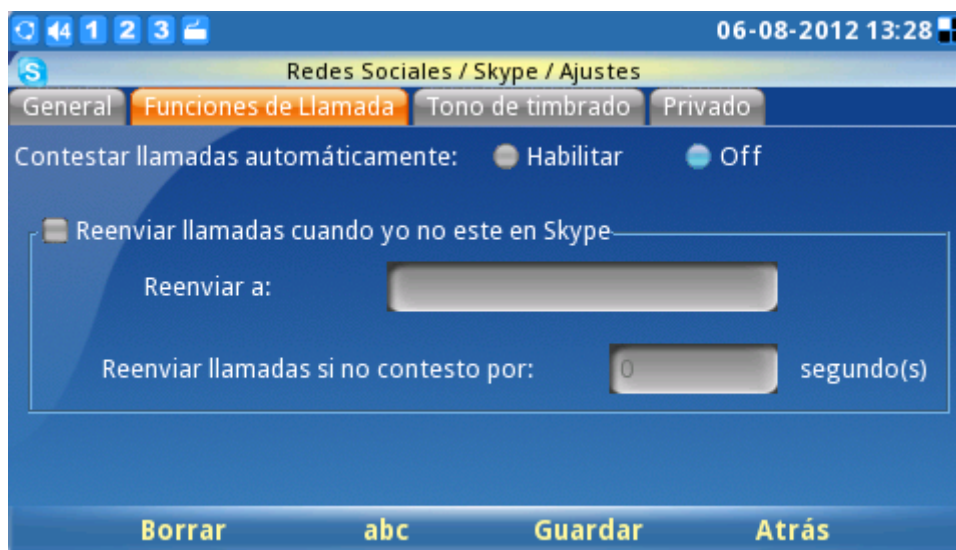 4 1 2 3 06-08-2012 13:28
S Redes Sociales / Skype / Ajustes
General Funciones de Llamada Tono de timbrado Privado
Contestar llamadas automáticamente: Habilitar Off
Reenviar llamadas cuando yo no este en Skype
Reenviar a:
Reenviar llamadas si no contesto por: 0 segundo(s)
Borrar abc Guardar Atrás